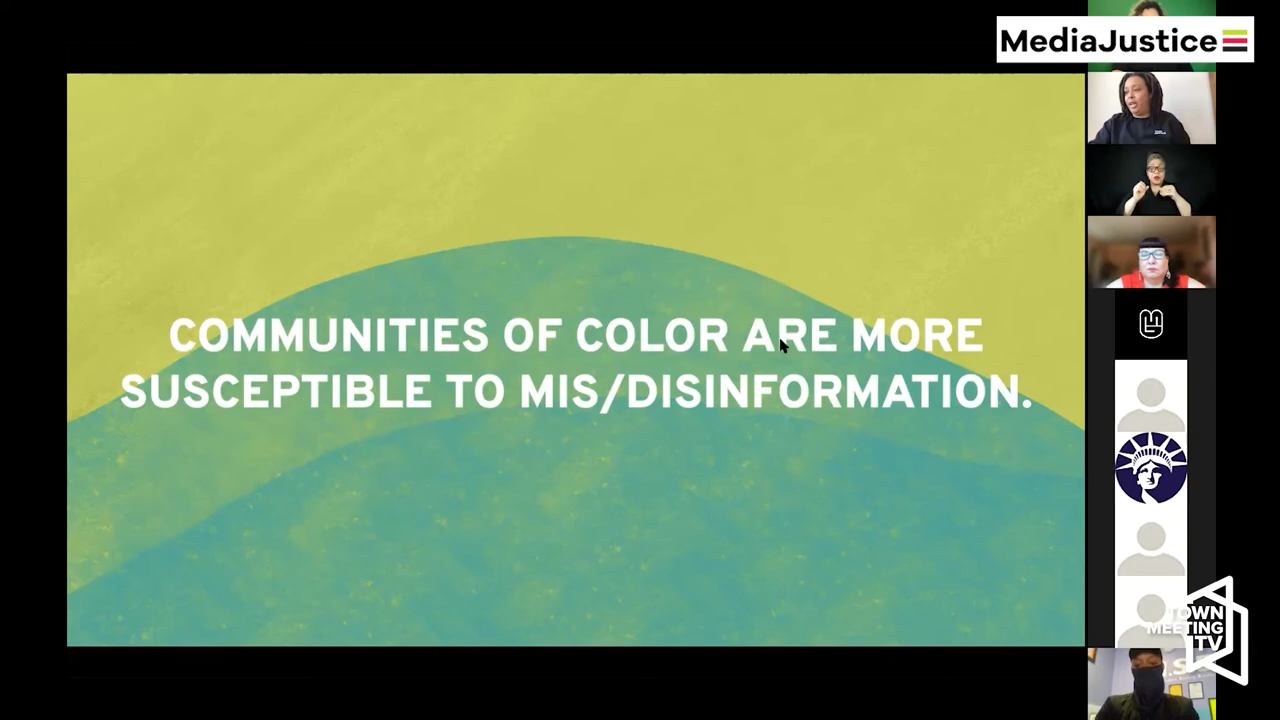 MediaJustice
COMMUNITIES OF COLOR ARE MORE
SUSCEPTIBLE TO MIS/DISINFORMATION.
TOWN
MEETING
TV